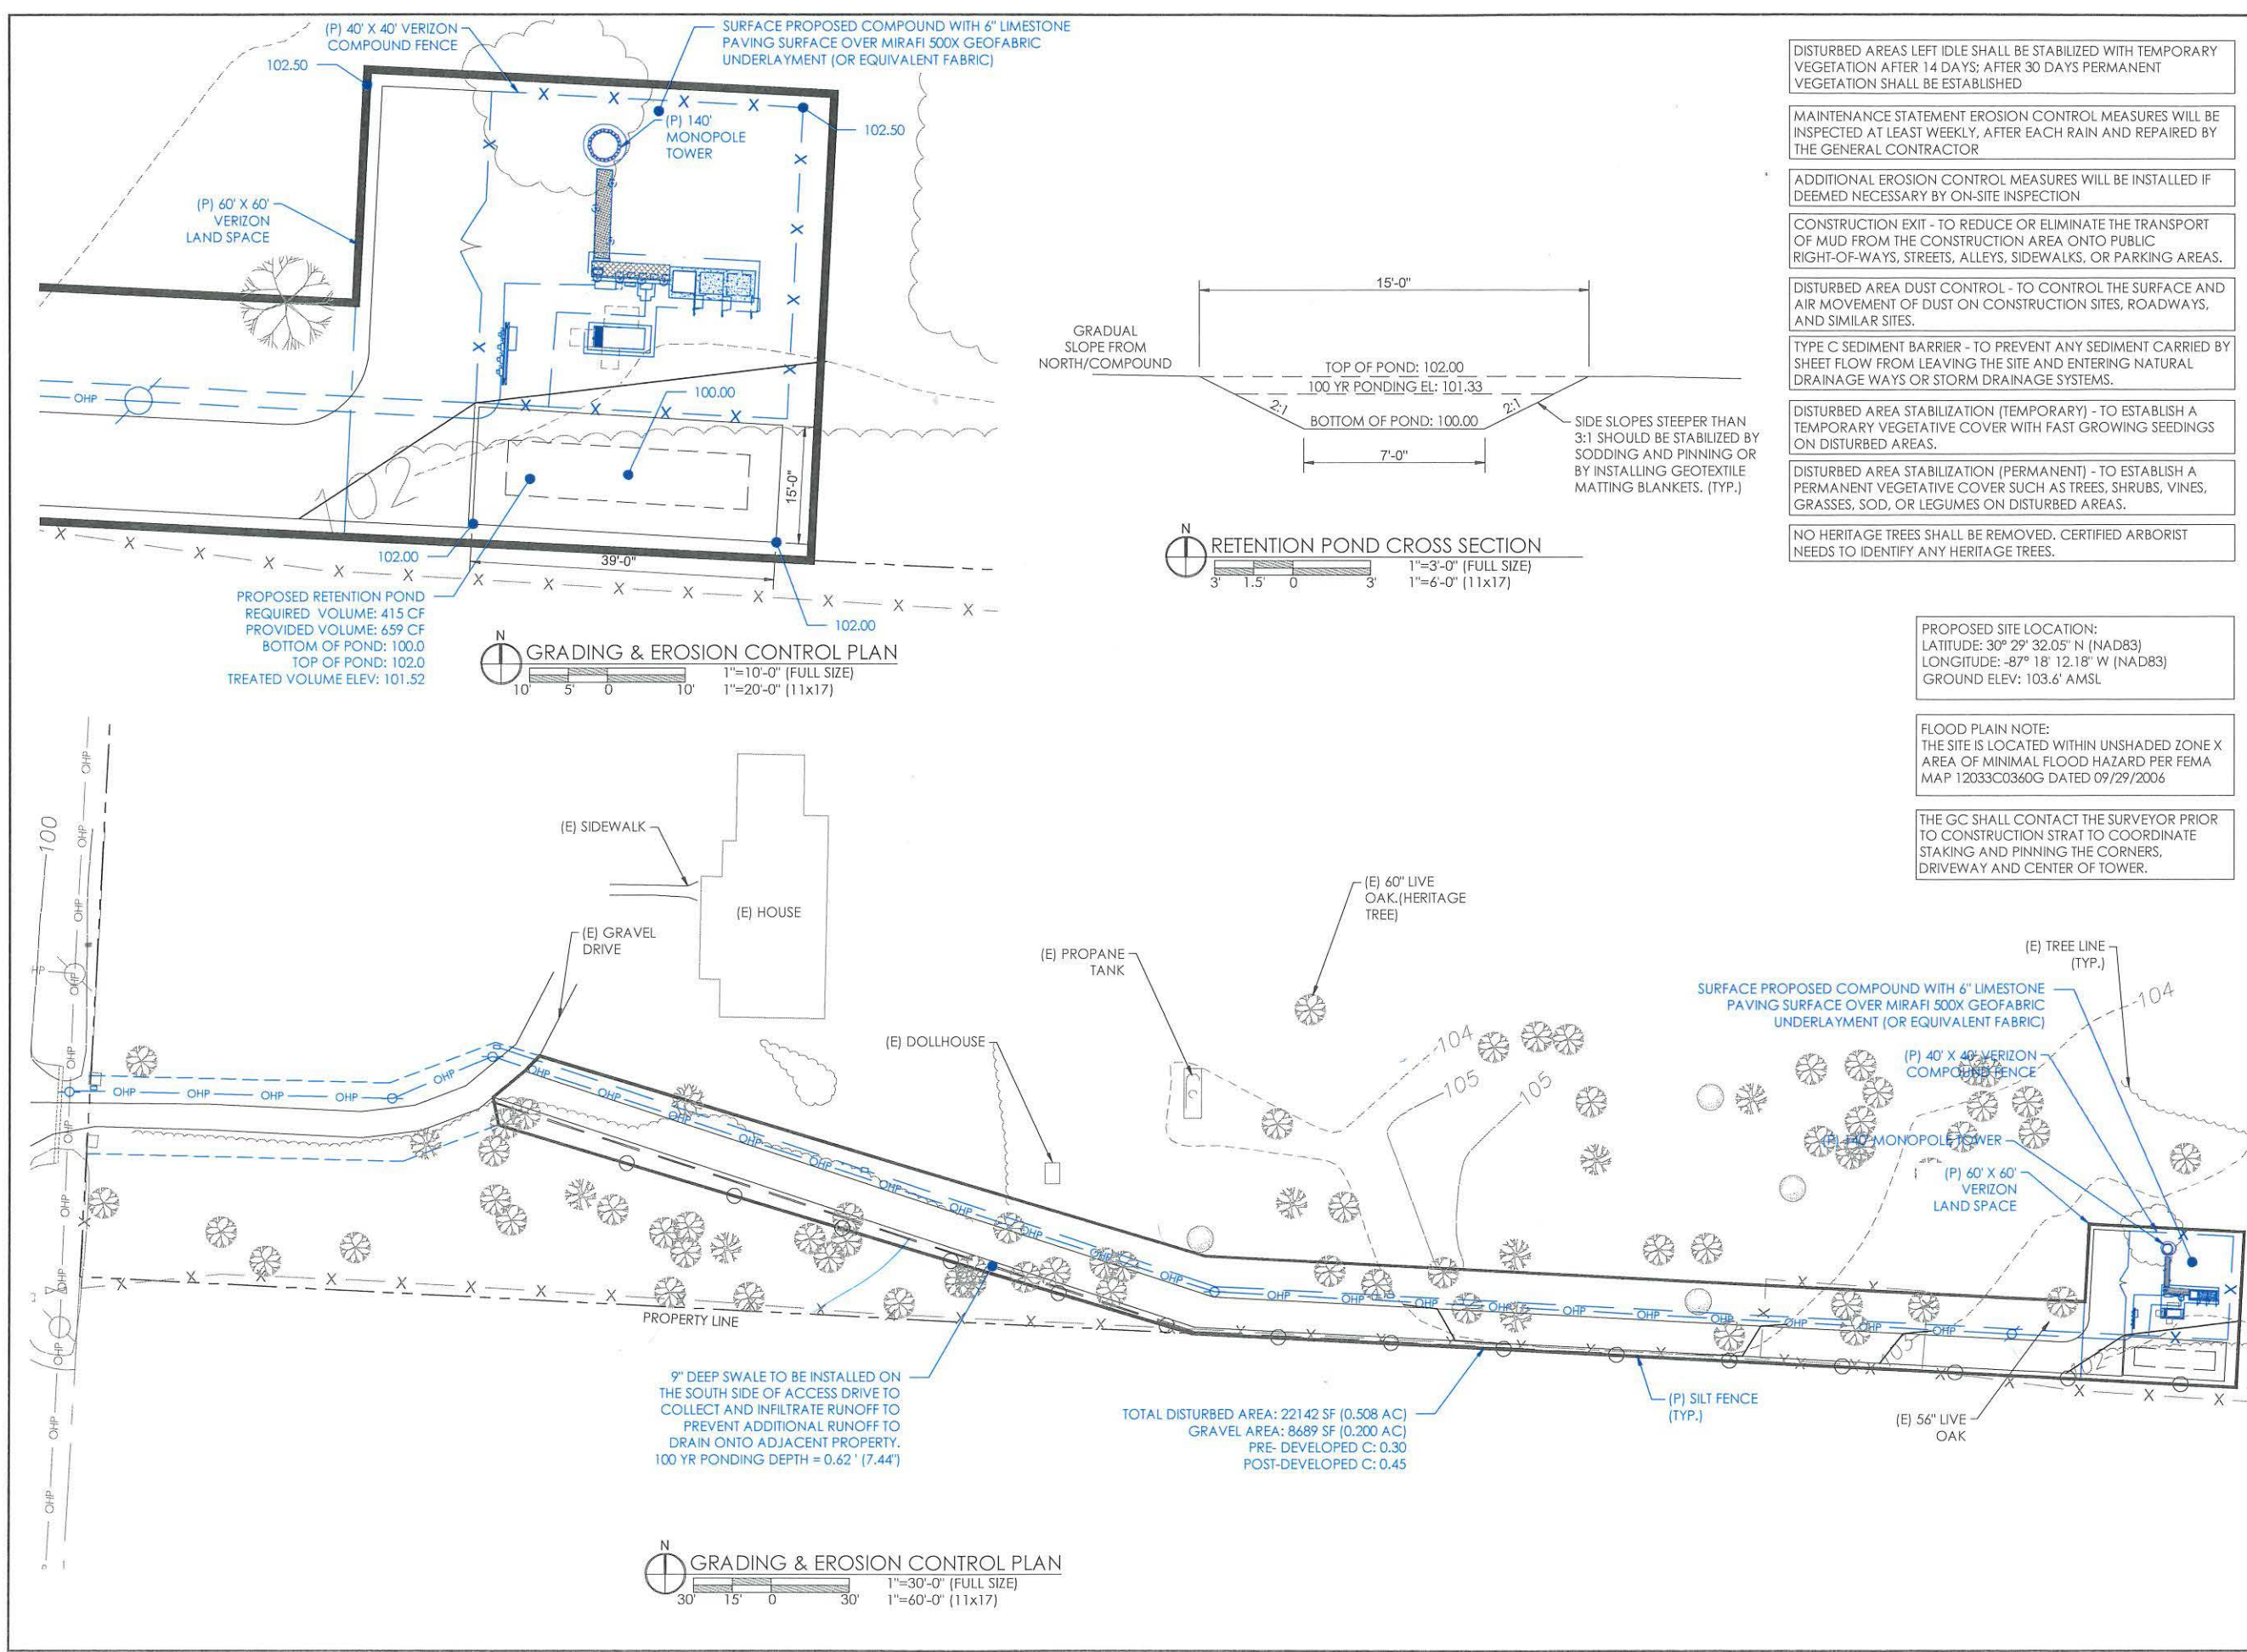 (P) 40' X 40' VERIZON
COMPOUND FENCE
102.50
SURFACE PROPOSED COMPOUND WITH 6" LIMESTONE
PAVING SURFACE OVER MIRAFI 500X GEOFABRIC
UNDERLAYMENT (OR EQUIVALENT FABRIC)
(P) 140'
MONOPOLE
TOWER
102.50
(P) 60' X 60'
VERIZON
LAND SPACE
OHP
100.00
102
15'-0"
102.00
39'-0"
102.00
PROPOSED RETENTION POND
REQUIRED VOLUME: 415 CF
PROVIDED VOLUME: 659 CF
BOTTOM OF POND: 100.0
TOP OF POND: 102.0
TREATED VOLUME ELEV: 101.52
N
GRADING & EROSION CONTROL PLAN
1"=10'-0" (FULL SIZE)
10' 5' 0 10' 1"=20'-0" (11x17)
15'-0"
GRADUAL
SLOPE FROM
NORTH/COMPOUND
TOP OF POND: 102.00
100 YR PONDING EL: 101.33
2:1
2:1
BOTTOM OF POND: 100.00
7'-0"
SIDE SLOPES STEEPER THAN
3:1 SHOULD BE STABILIZED BY
SODDING AND PINNING OR
BY INSTALLING GEOTEXTILE
MATTING BLANKETS. (TYP.)
N
RETENTION POND CROSS SECTION
1"=3'-0" (FULL SIZE)
3' 1.5' 0 3' 1"=6'-0" (11x17)
DISTURBED AREAS LEFT IDLE SHALL BE STABILIZED WITH TEMPORARY
VEGETATION AFTER 14 DAYS; AFTER 30 DAYS PERMANENT
VEGETATION SHALL BE ESTABLISHED
MAINTENANCE STATEMENT EROSION CONTROL MEASURES WILL BE
INSPECTED AT LEAST WEEKLY, AFTER EACH RAIN AND REPAIRED BY
THE GENERAL CONTRACTOR
ADDITIONAL EROSION CONTROL MEASURES WILL BE INSTALLED IF
DEEMED NECESSARY BY ON-SITE INSPECTION
CONSTRUCTION EXIT - TO REDUCE OR ELIMINATE THE TRANSPORT
OF MUD FROM THE CONSTRUCTION AREA ONTO PUBLIC
RIGHT-OF-WAYS, STREETS, ALLEYS, SIDEWALKS, OR PARKING AREAS.
DISTURBED AREA DUST CONTROL - TO CONTROL THE SURFACE AND
AIR MOVEMENT OF DUST ON CONSTRUCTION SITES, ROADWAYS,
AND SIMILAR SITES.
TYPE C SEDIMENT BARRIER - TO PREVENT ANY SEDIMENT CARRIED BY
SHEET FLOW FROM LEAVING THE SITE AND ENTERING NATURAL
DRAINAGE WAYS OR STORM DRAINAGE SYSTEMS.
DISTURBED AREA STABILIZATION (TEMPORARY) - TO ESTABLISH A
TEMPORARY VEGETATIVE COVER WITH FAST GROWING SEEDINGS
ON DISTURBED AREAS.
DISTURBED AREA STABILIZATION (PERMANENT) - TO ESTABLISH A
PERMANENT VEGETATIVE COVER SUCH AS TREES, SHRUBS, VINES,
GRASSES, SOD, OR LEGUMES ON DISTURBED AREAS.
NO HERITAGE TREES SHALL BE REMOVED. CERTIFIED ARBORIST
NEEDS TO IDENTIFY ANY HERITAGE TREES.
PROPOSED SITE LOCATION:
LATITUDE: 30° 29' 32.05" N (NAD83)
LONGITUDE: -87° 18' 12.18" W (NAD83)
GROUND ELEV: 103.6' AMSL
FLOOD PLAIN NOTE:
THE SITE IS LOCATED WITHIN UNSHADED ZONE X
AREA OF MINIMAL FLOOD HAZARD PER FEMA
MAP 12033C0360G DATED 09/29/2006
THE GC SHALL CONTACT THE SURVEYOR PRIOR
TO CONSTRUCTION STRAT TO COORDINATE
STAKING AND PINNING THE CORNERS,
DRIVEWAY AND CENTER OF TOWER.
100
(E) SIDEWALK
(E) HOUSE
(E) GRAVEL
DRIVE
(E) 60" LIVE
OAK.(HERITAGE
TREE)
(E) PROPANE
TANK
(E) DOLLHOUSE
(E) TREE LINE
(TYP.)
104
104
105
105
SURFACE PROPOSED COMPOUND WITH 6" LIMESTONE
PAVING SURFACE OVER MIRAFI 500X GEOFABRIC
UNDERLAYMENT (OR EQUIVALENT FABRIC)
(P) 40' X 40' VERIZON
COMPOUND FENCE
(P) 140' MONOPOLE TOWER
(P) 60' X 60'
VERIZON
LAND SPACE
OHP OHP OHP OHP OHP OHP
PROPERTY LINE
103
102
9" DEEP SWALE TO BE INSTALLED ON
THE SOUTH SIDE OF ACCESS DRIVE TO
COLLECT AND INFILTRATE RUNOFF TO
PREVENT ADDITIONAL RUNOFF TO
DRAIN ONTO ADJACENT PROPERTY.
100 YR PONDING DEPTH = 0.62 ' (7.44")
TOTAL DISTURBED AREA: 22142 SF (0.508 AC)
GRAVEL AREA: 8689 SF (0.200 AC)
PRE- DEVELOPED C: 0.30
POST-DEVELOPED C: 0.45
(P) SILT FENCE
(TYP.)
(E) 56" LIVE
OAK
N
GRADING & EROSION CONTROL PLAN
1"=30'-0" (FULL SIZE)
30' 15' 0 30' 1"=60'-0" (11x17)